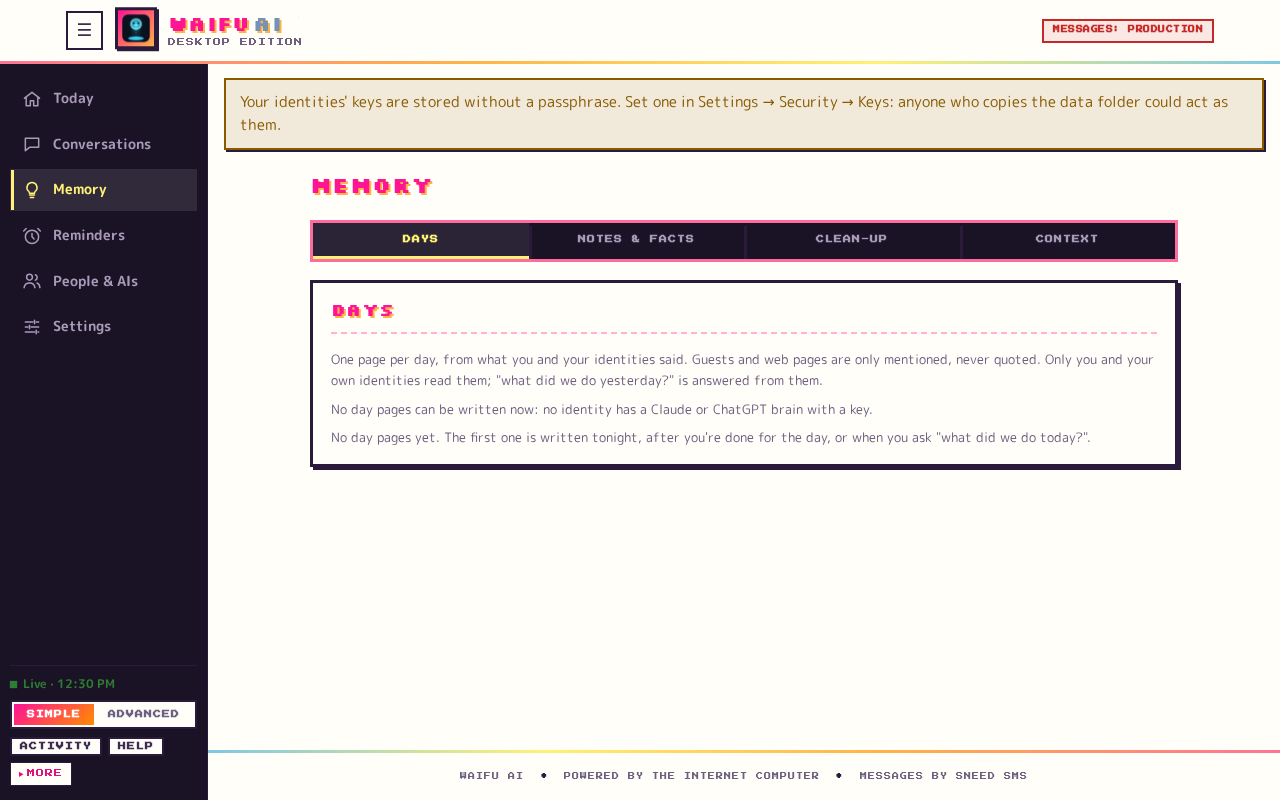 ☰
WAIFU AI
DESKTOP EDITION
MESSAGES: PRODUCTION
Today
Conversations
Memory
Reminders
People & AIs
Settings
Live · 12:30 PM
SIMPLE
ADVANCED
ACTIVITY
HELP
▸MORE
Your identities' keys are stored without a passphrase. Set one in Settings → Security → Keys: anyone who copies the data folder could act as
them.
MEMORY
DAYS
NOTES & FACTS
CLEAN-UP
CONTEXT
DAYS
One page per day, from what you and your identities said. Guests and web pages are only mentioned, never quoted. Only you and your
own identities read them; "what did we do yesterday?" is answered from them.
No day pages can be written now: no identity has a Claude or ChatGPT brain with a key.
No day pages yet. The first one is written tonight, after you're done for the day, or when you ask "what did we do today?".
WAIFU AI ● POWERED BY THE INTERNET COMPUTER ● MESSAGES BY SNEED SMS